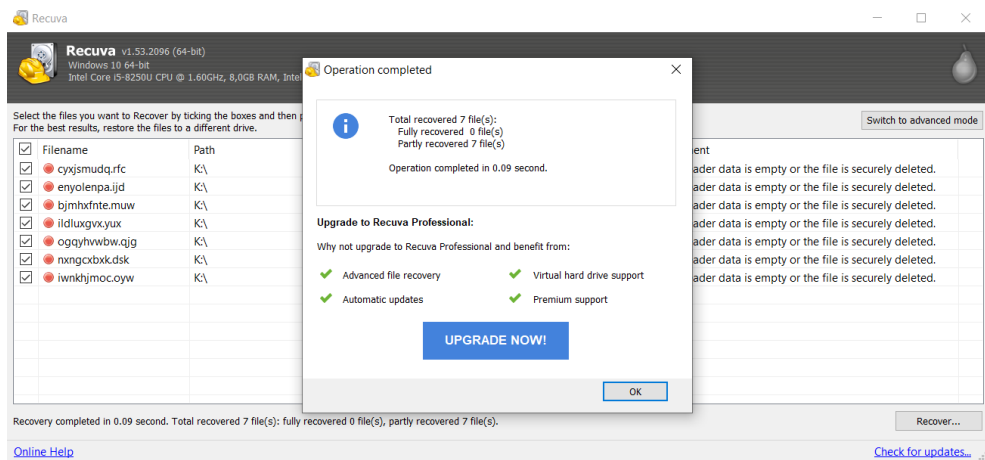 Recuva
Recuva v1.53.2096 (64-bit)
Windows 10 64-bit
Intel Core i5-8250U CPU @ 1.60GHz, 8,0GB RAM, Intel
Select the files you want to Recover by ticking the boxes and then
For the best results, restore the files to a different drive.
Switch to advanced mode
Filename Path
cyxjsmudq.rfc K:\ ader data is empty or the file is securely deleted.
enyolenpa.ijd K:\ ader data is empty or the file is securely deleted.
bjmhxfnte.muw K:\ ader data is empty or the file is securely deleted.
ildluxgvx.yux K:\ ader data is empty or the file is securely deleted.
ogqyhvwbw.qjg K:\ ader data is empty or the file is securely deleted.
nxngcxbxk.dsk K:\ ader data is empty or the file is securely deleted.
iwnkhjmoc.oyw K:\ ader data is empty or the file is securely deleted.
Operation completed
Total recovered 7 file(s):
Fully recovered 0 file(s)
Partly recovered 7 file(s)
Operation completed in 0.09 second.
Upgrade to Recuva Professional:
Why not upgrade to Recuva Professional and benefit from:
Advanced file recovery Virtual hard drive support
Automatic updates Premium support
UPGRADE NOW!
OK
Recovery completed in 0.09 second. Total recovered 7 file(s): fully recovered 0 file(s), partly recovered 7 file(s).
Recover...
Online Help Check for updates...